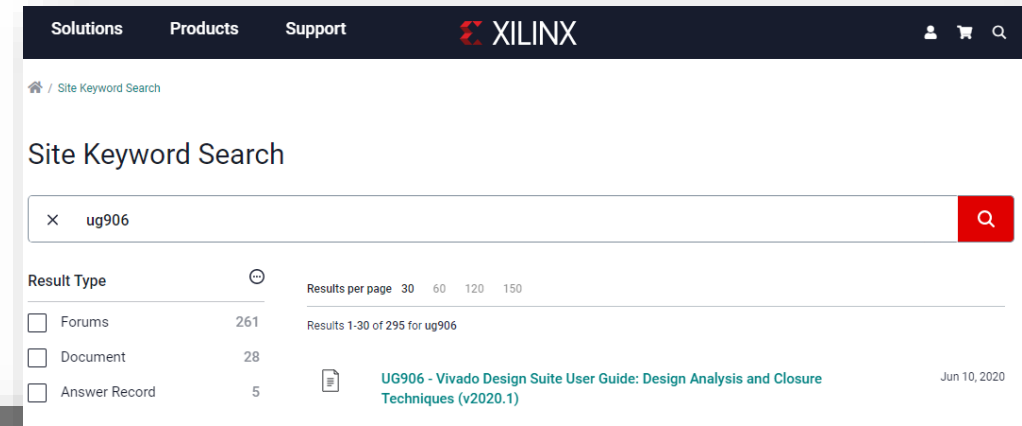 Solutions Products Support XILINX
/ Site Keyword Search
Site Keyword Search
ug906
Result Type
Results per page 30 60 120 150
Forums 261
Results 1-30 of 295 for ug906
Document 28
UG906 - Vivado Design Suite User Guide: Design Analysis and Closure Jun 10, 2020
Techniques (v2020.1)
Answer Record 5